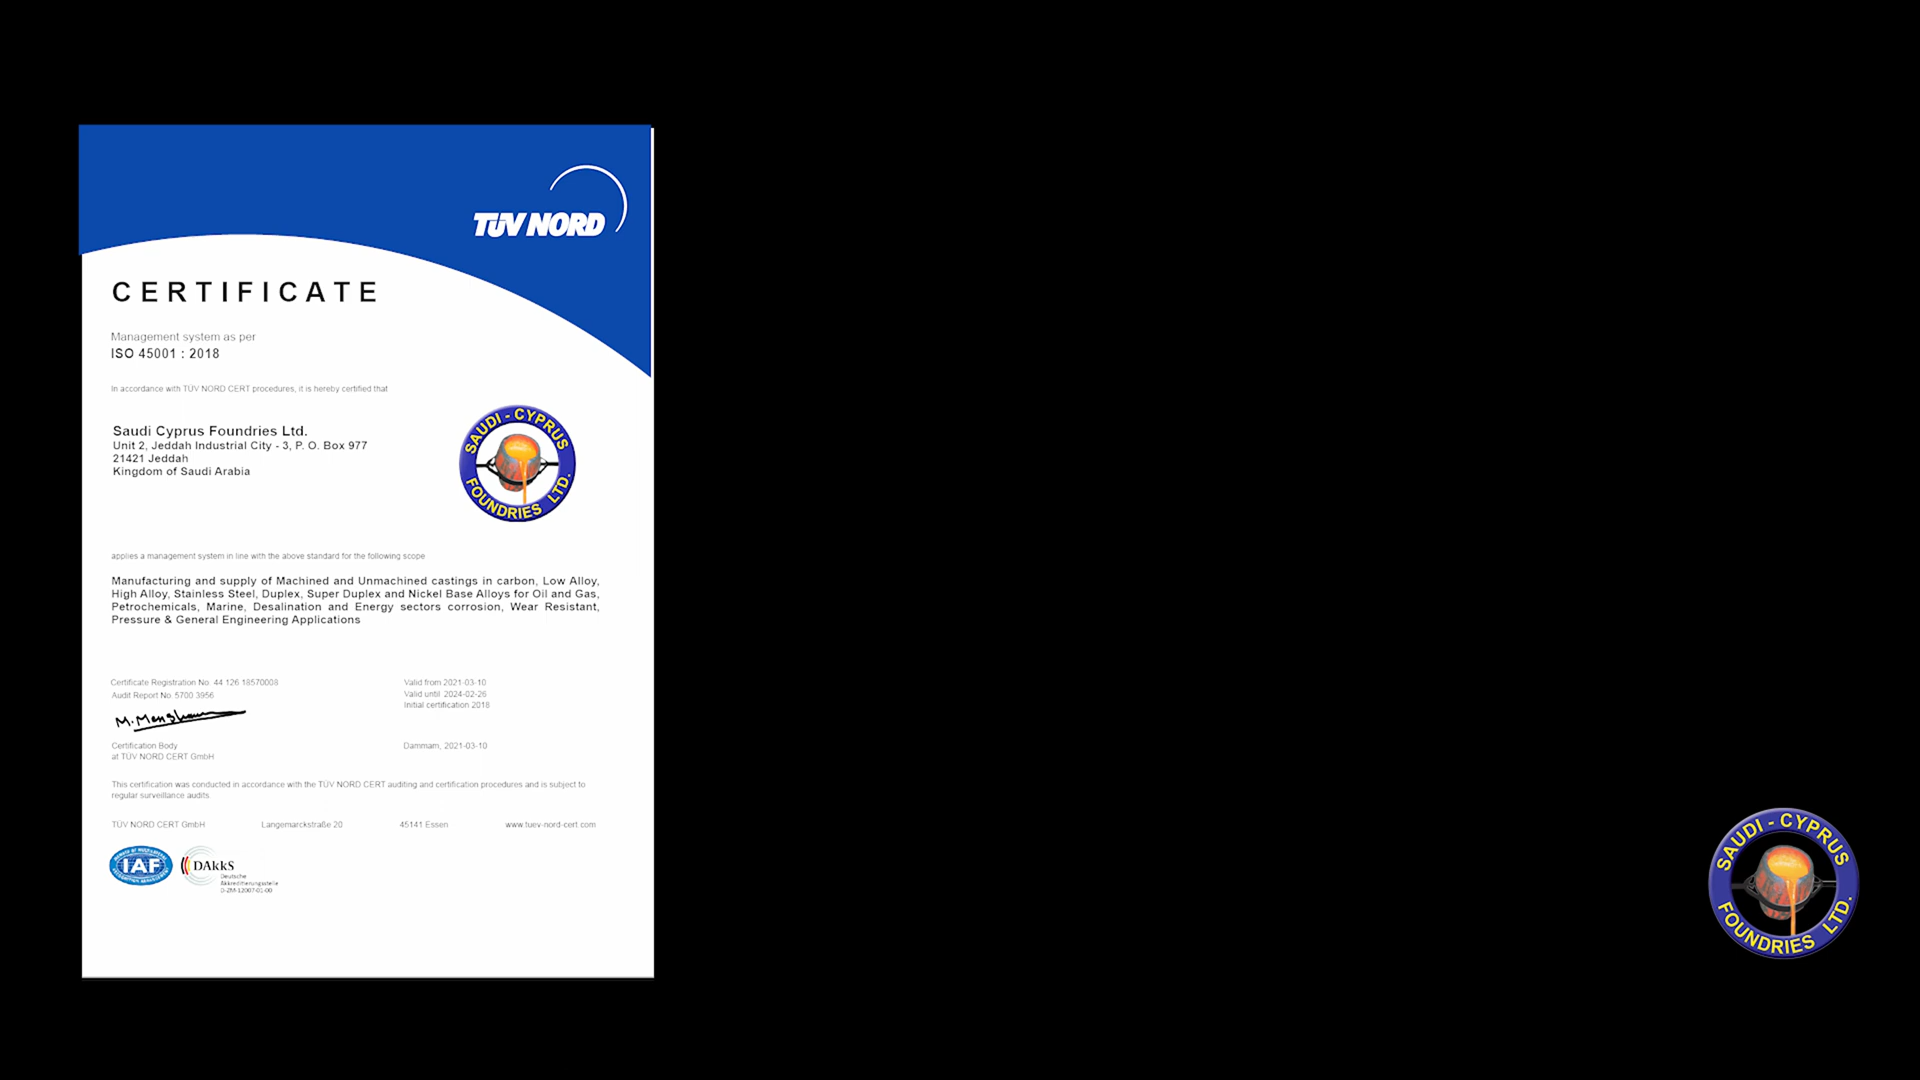 TÜV NORD
CERTIFICATE
Management system as per
ISO 45001 : 2018
In accordance with TÜV NORD CERT procedures, it is hereby certified that
Saudi Cyprus Foundries Ltd.
Unit 2, Jeddah Industrial City - 3, P. O. Box 977
21421 Jeddah
Kingdom of Saudi Arabia
SAUDI - CYPRUS
FOUNDRIES LTD.
applies a management system in line with the above standard for the following scope
Manufacturing and supply of Machined and Unmachined castings in carbon, Low Alloy,
High Alloy, Stainless Steel, Duplex, Super Duplex and Nickel Base Alloys for Oil and Gas,
Petrochemicals, Marine, Desalination and Energy sectors corrosion, Wear Resistant,
Pressure & General Engineering Applications
Certificate Registration No. 44 126 18570008
Audit Report No. 5700 3956
Valid from 2021-03-10
Valid until 2024-02-26
Initial certification 2018
Certification Body
at TÜV NORD CERT GmbH
Dammam, 2021-03-10
This certification was conducted in accordance with the TÜV NORD CERT auditing and certification procedures and is subject to
regular surveillance audits.
TÜV NORD CERT GmbH Langemarckstraße 20 45141 Essen www.tuev-nord-cert.com
IAF
DAkkS
Deutsche
Akkreditierungsstelle
D-ZM-12007-01-00
SAUDI - CYPRUS
FOUNDRIES LTD.